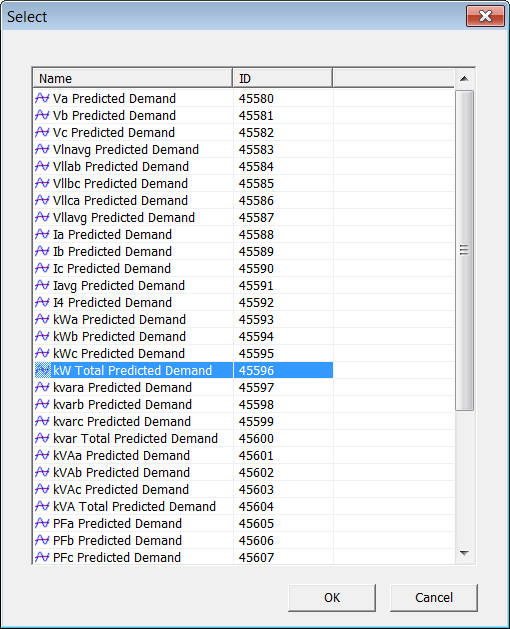 Select
Name ID
Va Predicted Demand 45580
Vb Predicted Demand 45581
Vc Predicted Demand 45582
Vlnavg Predicted Demand 45583
Vllab Predicted Demand 45584
Vllbc Predicted Demand 45585
Vllca Predicted Demand 45586
Vllavg Predicted Demand 45587
Ia Predicted Demand 45588
Ib Predicted Demand 45589
Ic Predicted Demand 45590
Iavg Predicted Demand 45591
I4 Predicted Demand 45592
kWa Predicted Demand 45593
kWb Predicted Demand 45594
kWc Predicted Demand 45595
kW Total Predicted Demand 45596
kvara Predicted Demand 45597
kvarb Predicted Demand 45598
kvarc Predicted Demand 45599
kvar Total Predicted Demand 45600
kVAa Predicted Demand 45601
kVAb Predicted Demand 45602
kVAc Predicted Demand 45603
kVA Total Predicted Demand 45604
PFa Predicted Demand 45605
PFb Predicted Demand 45606
PFc Predicted Demand 45607
OK Cancel